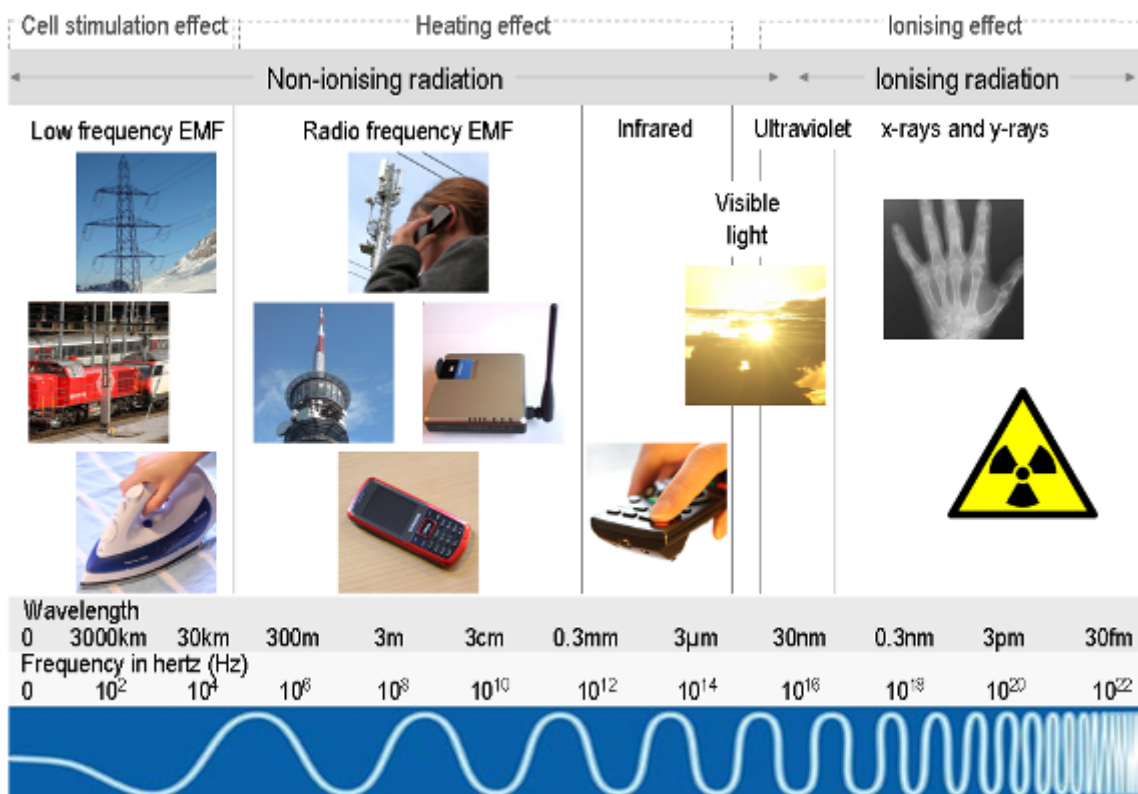 Cell stimulation effect Heating effect Ionising effect
Non-ionising radiation Ionising radiation
Low frequency EMF Radio frequency EMF Infrared Ultraviolet x-rays and y-rays
Visible
light
Wavelength
0 3000km 30km 300m 3m 3cm 0.3mm 3µm 30nm 0.3nm 3pm 30fm
Frequency in hertz (Hz)
0 10² 10⁴ 10⁶ 10⁸ 10¹⁰ 10¹² 10¹⁴ 10¹⁶ 10¹⁸ 10²⁰ 10²²